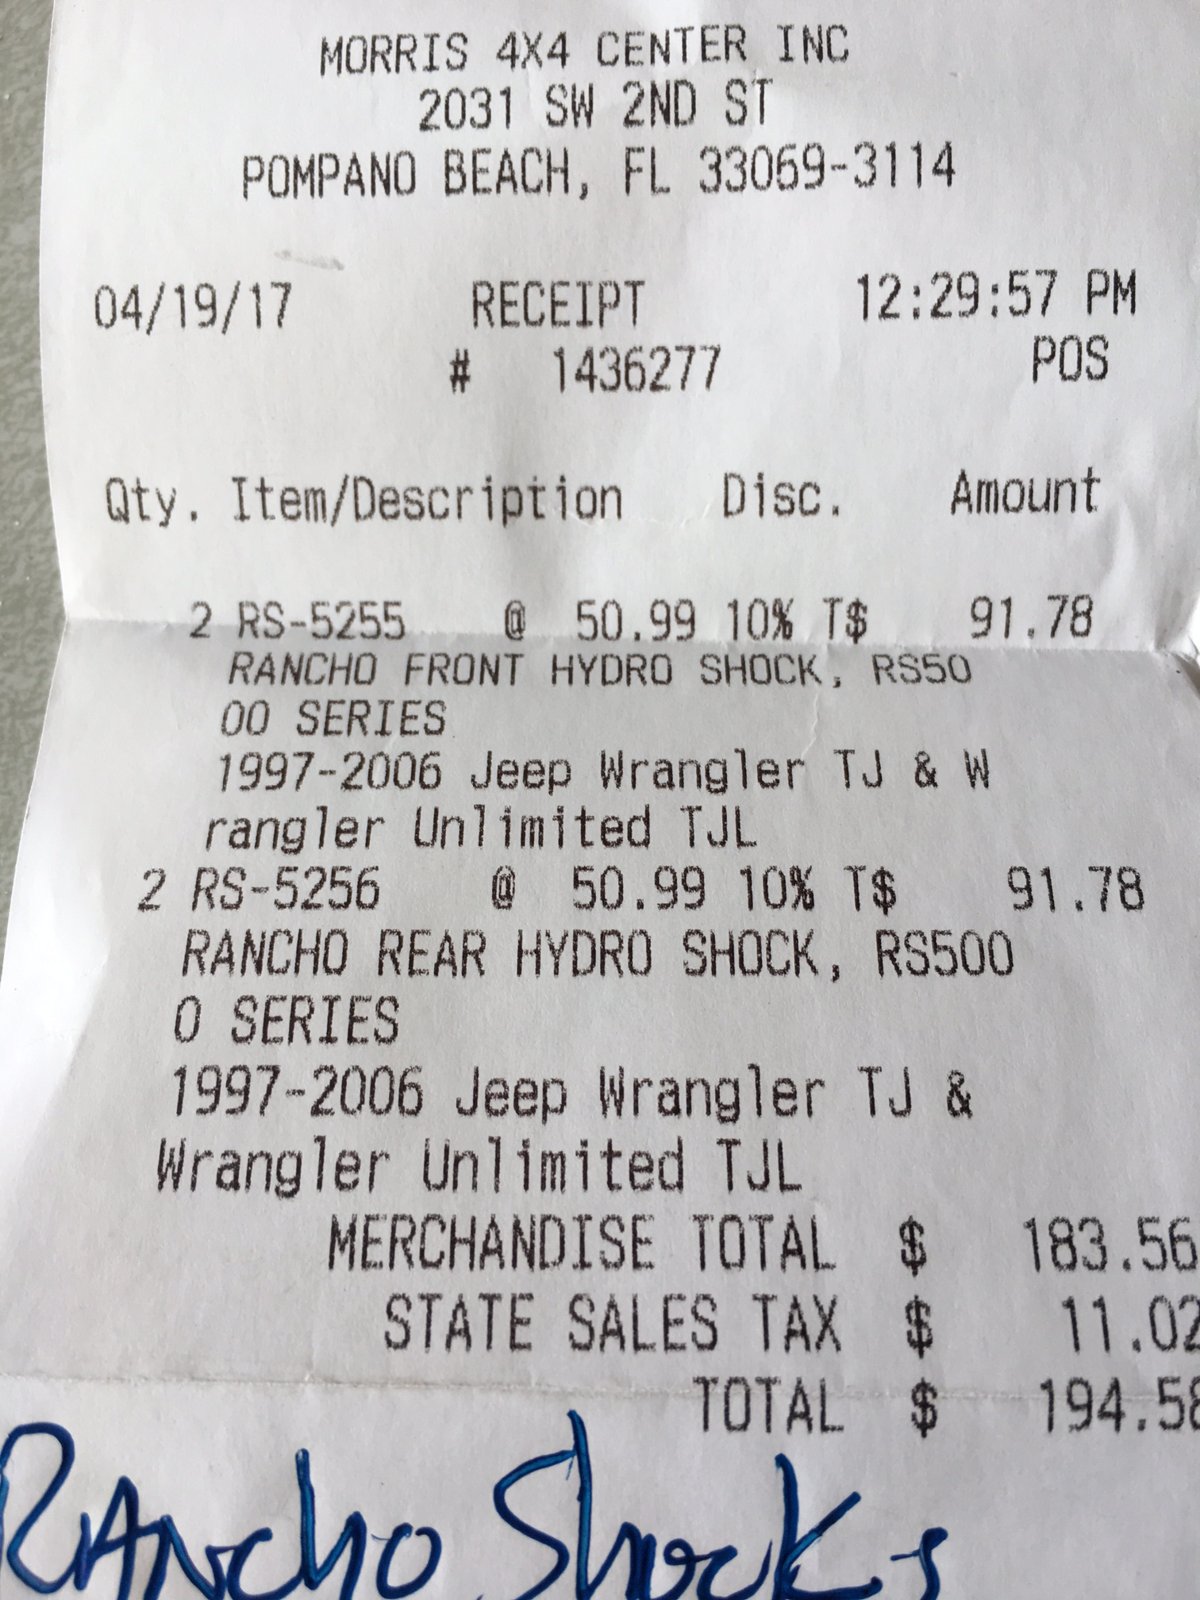 MORRIS 4X4 CENTER INC
2031 SW 2ND ST
POMPANO BEACH, FL 33069-3114
04/19/17 RECEIPT 12:29:57 PM
# 1436277 POS
Qty. Item/Description Disc. Amount
2 RS-5255 @ 50.99 10% T$ 91.78
RANCHO FRONT HYDRO SHOCK, RS50
00 SERIES
1997-2006 Jeep Wrangler TJ & W
rangler Unlimited TJL
2 RS-5256 @ 50.99 10% T$ 91.78
RANCHO REAR HYDRO SHOCK, RS500
0 SERIES
1997-2006 Jeep Wrangler TJ &
Wrangler Unlimited TJL
MERCHANDISE TOTAL $ 183.56
STATE SALES TAX $ 11.02
TOTAL $ 194.58
RANcho Shocks